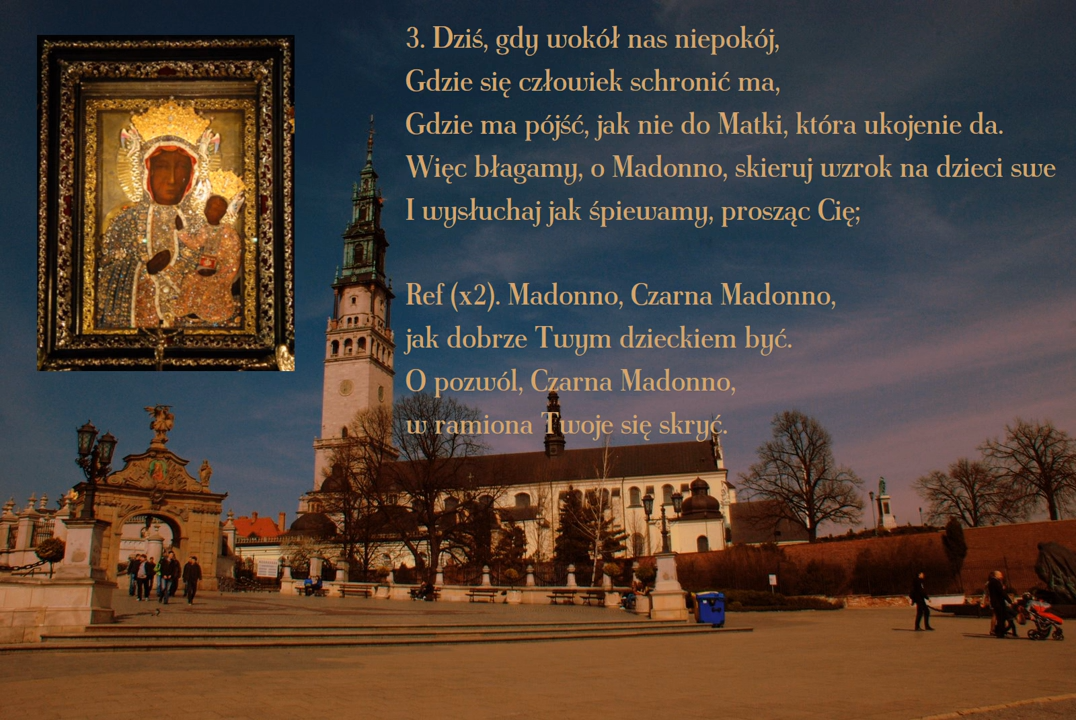 3. Dziś, gdy wokół nas niepokój,
Gdzie się człowiek schronić ma,
Gdzie ma pójść, jak nie do Matki, która ukojenie da.
Więc błagamy, o Madonno, skieruj wzrok na dzieci swe
I wysłuchaj jak śpiewamy, prosząc Cię;
Ref (x2). Madonno, Czarna Madonno,
jak dobrze Twym dzieckiem być.
O pozwól, Czarna Madonno,
w ramiona Twoje się skryć.